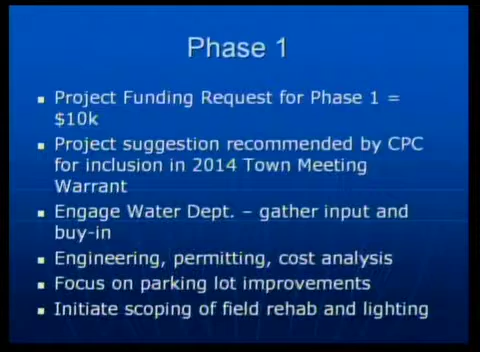 Phase 1
▪ Project Funding Request for Phase 1 =
$10k
▪ Project suggestion recommended by CPC
for inclusion in 2014 Town Meeting
Warrant
▪ Engage Water Dept. – gather input and
buy-in
▪ Engineering, permitting, cost analysis
▪ Focus on parking lot improvements
▪ Initiate scoping of field rehab and lighting